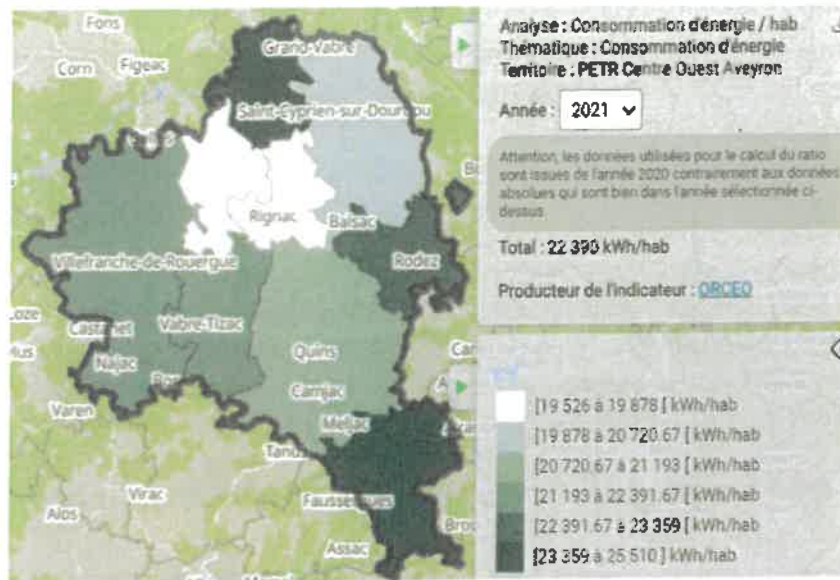 Fons
Corn
Figeac
Grand-Vabre
Saint-Cyprien-sur-Dourdou
Rignac
Balsac
Rodez
Villefranche-de-Rouergue
Castanet
Vabre-Tizac
Najac
Bor
Quins
Camjac
Meljac
Varen
Tanus
Virac
Alos
Faussergues
Assac
Analyse : Consommation d'énergie / hab
Thématique : Consommation d'énergie
Territoire : PETR Centre Ouest Aveyron
Année : 2021
Attention, les données utilisées pour le calcul du ratio
sont issues de l'année 2020 contrairement aux données
absolues qui sont bien dans l'année sélectionnée ci-
dessus.
Total : 22 390 kWh/hab
Producteur de l'indicateur : ORCEO
[19 526 à 19 878 [ kWh/hab
[19 878 à 20 720.67 [ kWh/hab
[20 720.67 à 21 193 [ kWh/hab
[21 193 à 22 391.67 [ kWh/hab
[22 391.67 à 23 359 [ kWh/hab
[23 359 à 25 510 ] kWh/hab